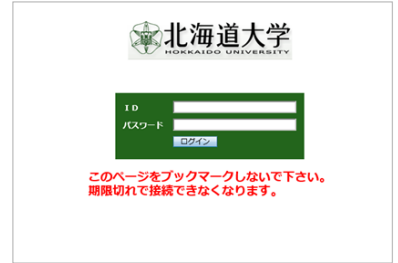 北海道大学
HOKKAIDO UNIVERSITY
ID
パスワード
ログイン
このページをブックマークしないで下さい。
期限切れで接続できなくなります。